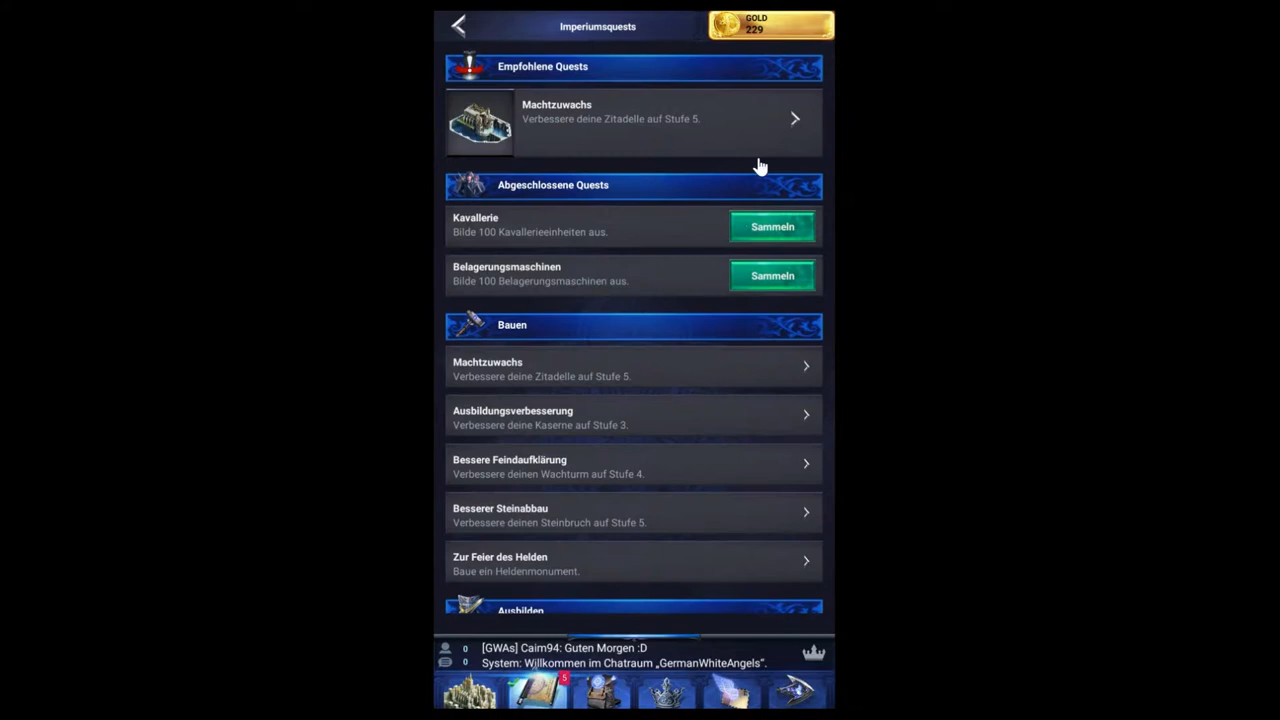 Imperiumsquests
GOLD
229
Empfohlene Quests
Machtzuwachs
Verbessere deine Zitadelle auf Stufe 5.
Abgeschlossene Quests
Kavallerie
Bilde 100 Kavallerieeinheiten aus.
Sammeln
Belagerungsmaschinen
Bilde 100 Belagerungsmaschinen aus.
Sammeln
Bauen
Machtzuwachs
Verbessere deine Zitadelle auf Stufe 5.
Ausbildungsverbesserung
Verbessere deine Kaserne auf Stufe 3.
Bessere Feindaufklärung
Verbessere deinen Wachturm auf Stufe 4.
Besserer Steinabbau
Verbessere deinen Steinbruch auf Stufe 5.
Zur Feier des Helden
Baue ein Heldenmonument.
Ausbilden
0 [GWAs] Caim94: Guten Morgen :D
0 System: Willkommen im Chatraum „GermanWhiteAngels".
5